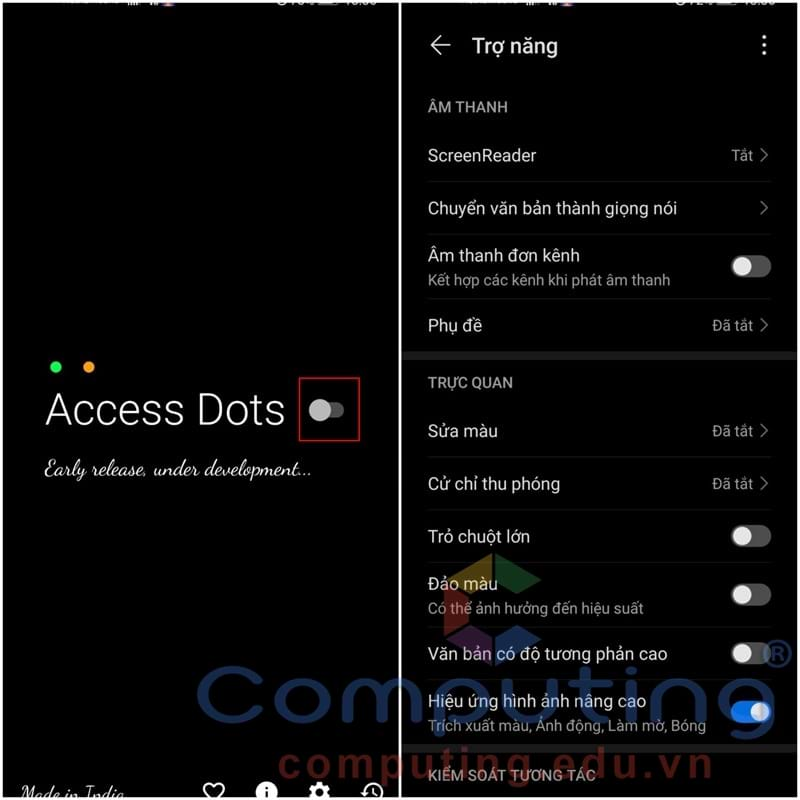 Access Dots
Early release, under development...
Made in India
Trợ năng
ÂM THANH
ScreenReader
Tắt
Chuyển văn bản thành giọng nói
Âm thanh đơn kênh
Kết hợp các kênh khi phát âm thanh
Phụ đề
Đã tắt
TRỰC QUAN
Sửa màu
Đã tắt
Cử chỉ thu phóng
Đã tắt
Trỏ chuột lớn
Đảo màu
Có thể ảnh hưởng đến hiệu suất
Văn bản có độ tương phản cao
Hiệu ứng hình ảnh nâng cao
Trích xuất màu, Ảnh động, Làm mờ, Bóng
KIỂM SOÁT TƯƠNG TÁC
Computing®
computing.edu.vn